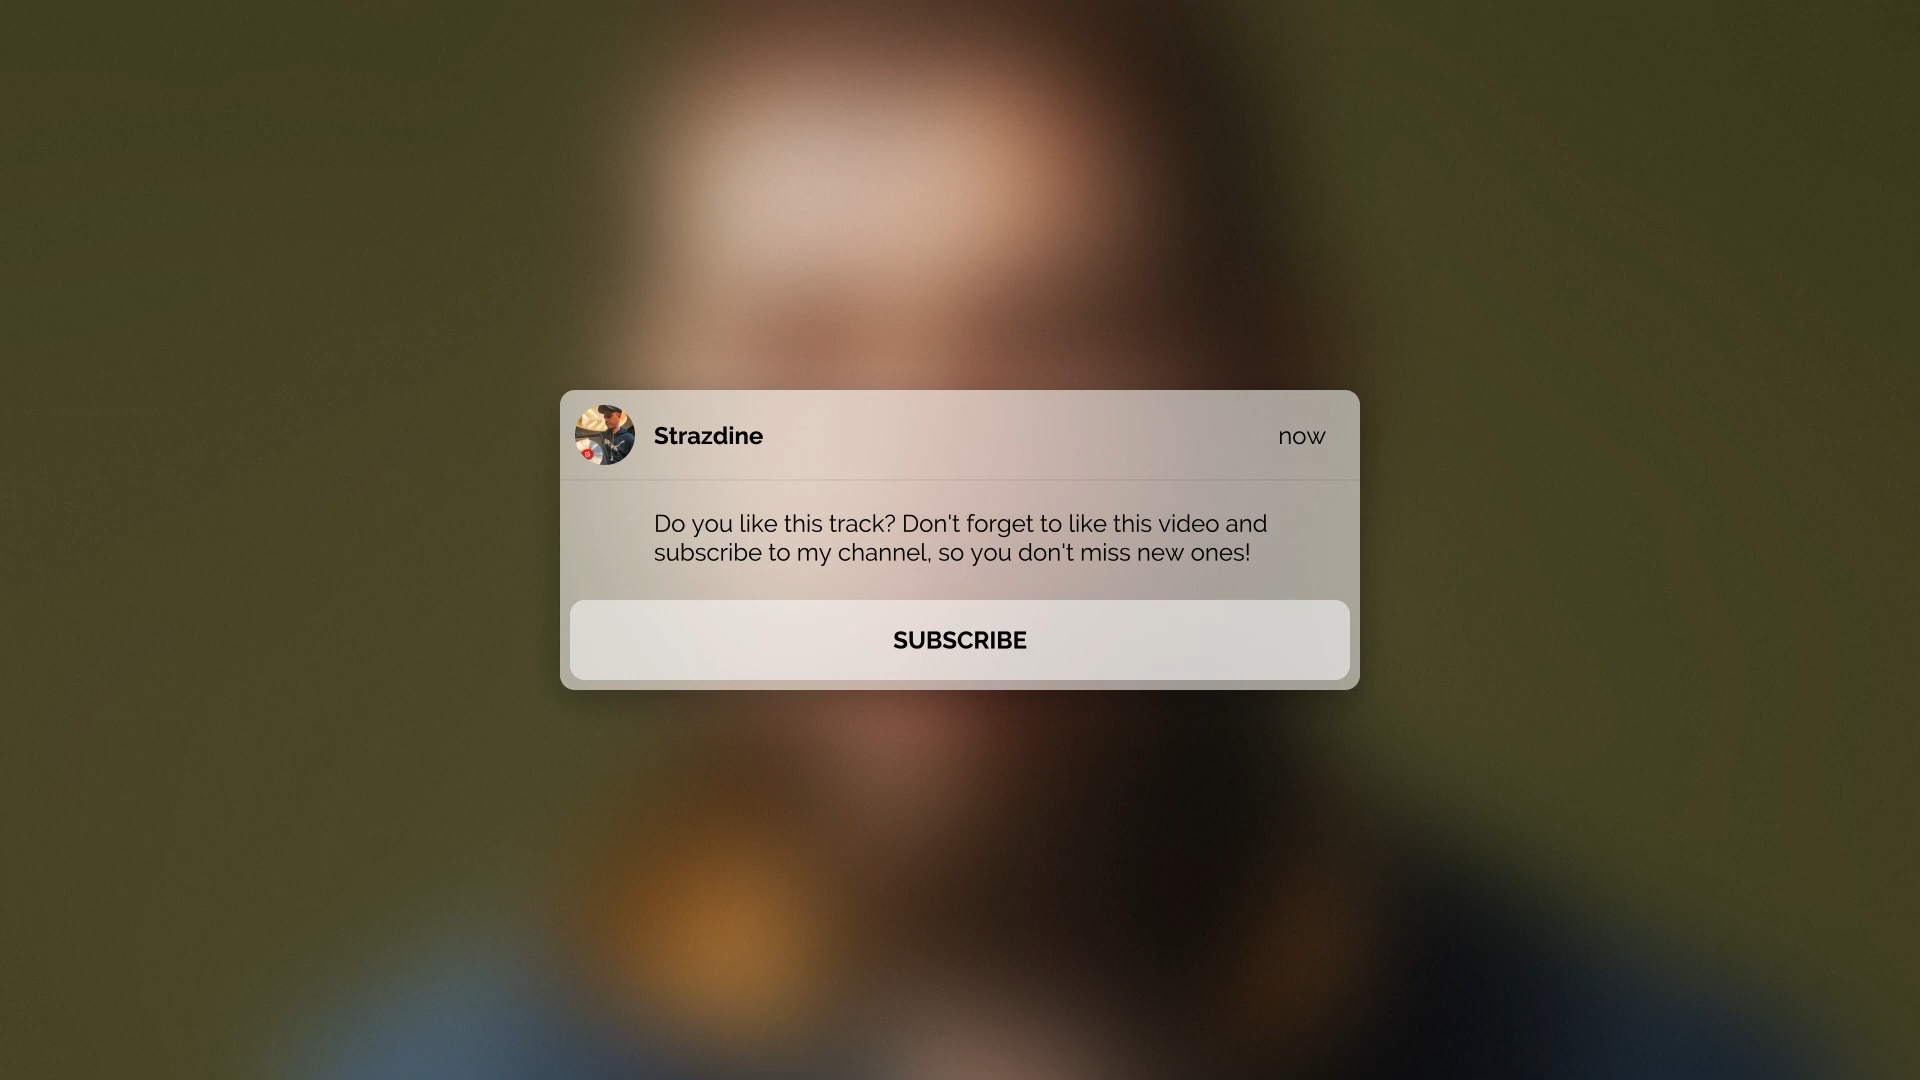 Strazdine
now
Do you like this track? Don't forget to like this video and
subscribe to my channel, so you don't miss new ones!
SUBSCRIBE